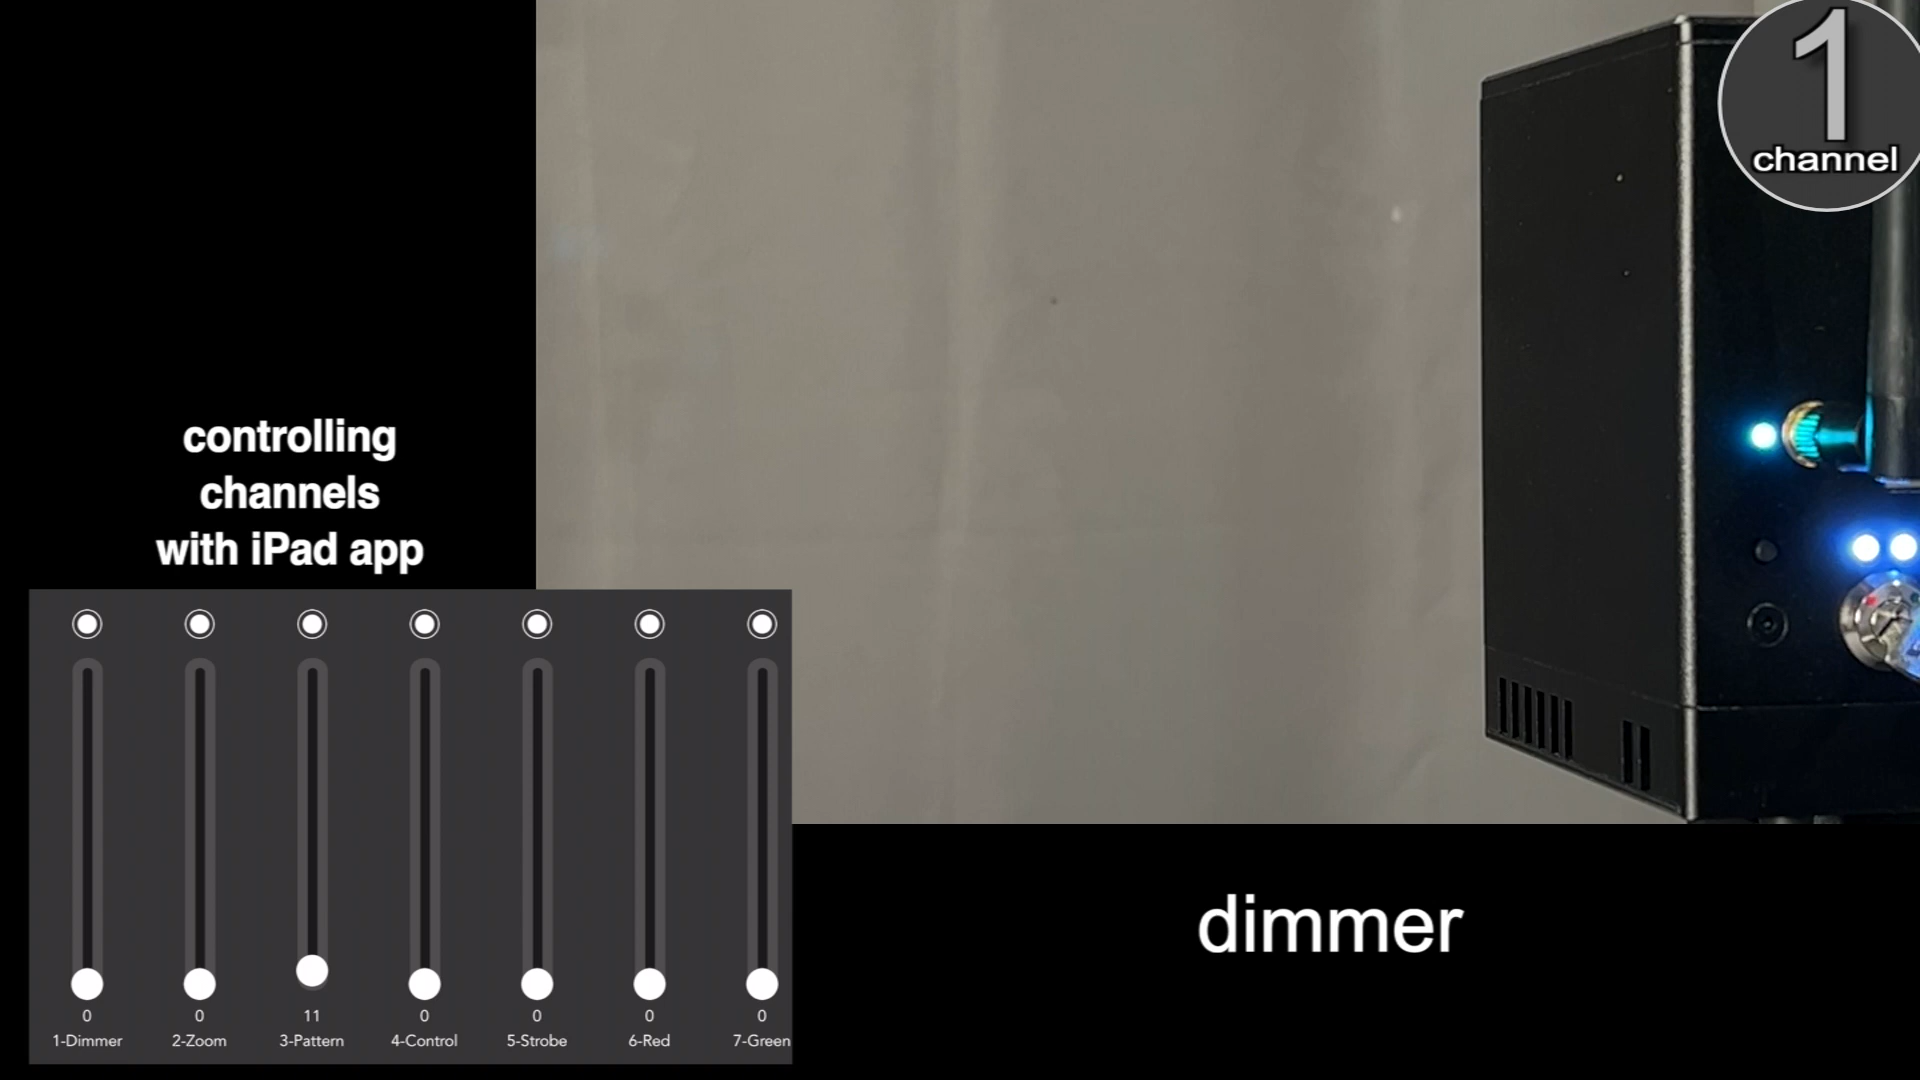 1
channel
controlling
channels
with iPad app
0 0 11 0 0 0 0
1-Dimmer 2-Zoom 3-Pattern 4-Control 5-Strobe 6-Red 7-Green
dimmer